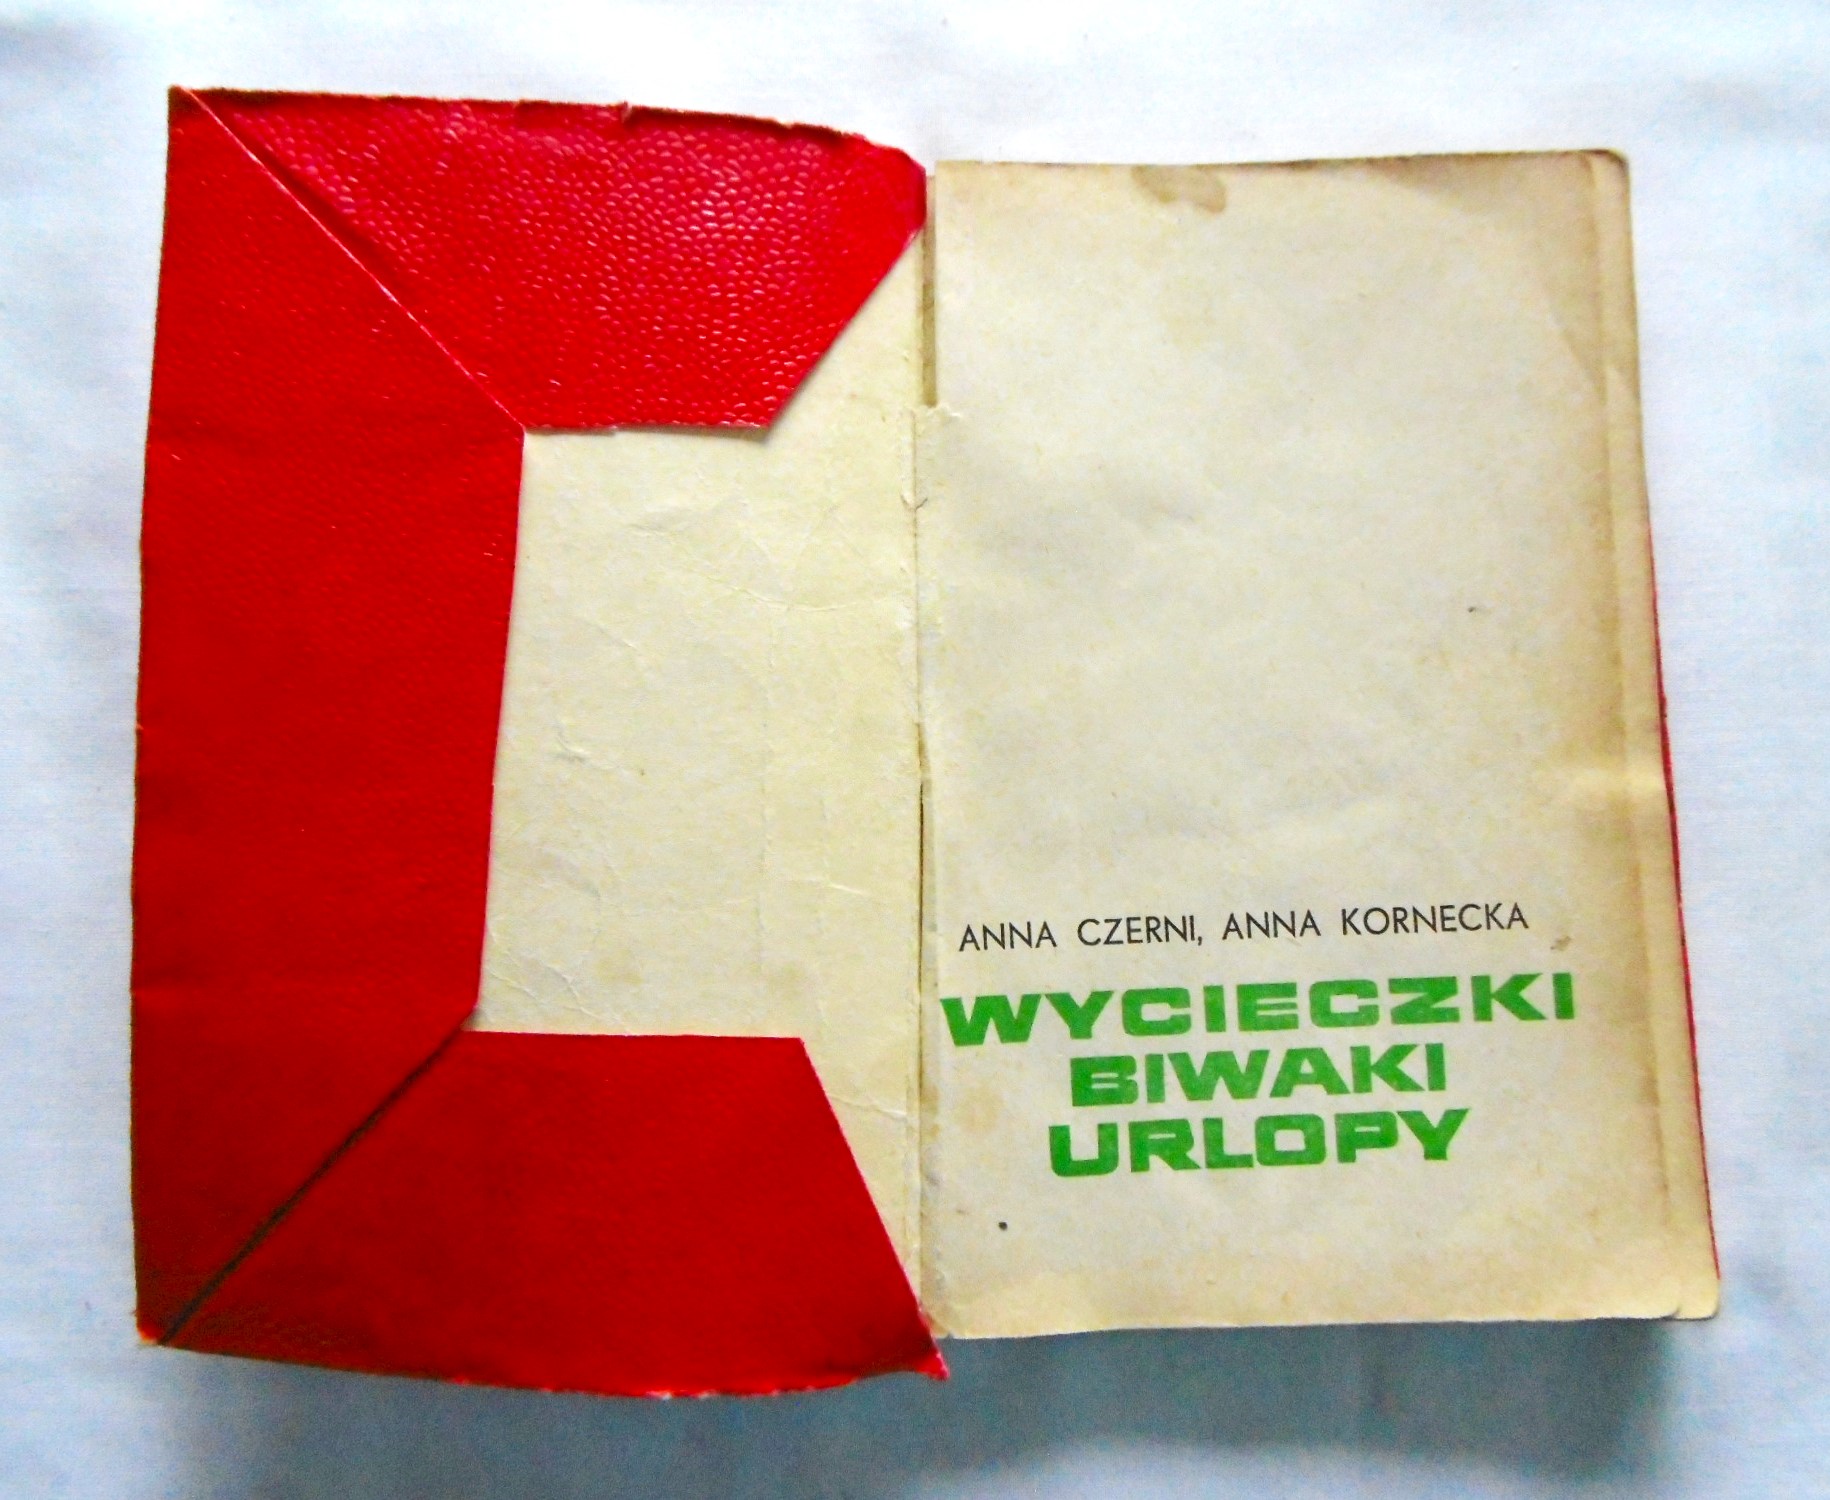 ANNA CZERNI, ANNA KORNECKA
WYCIECZKI
BIWAKI
URLOPY